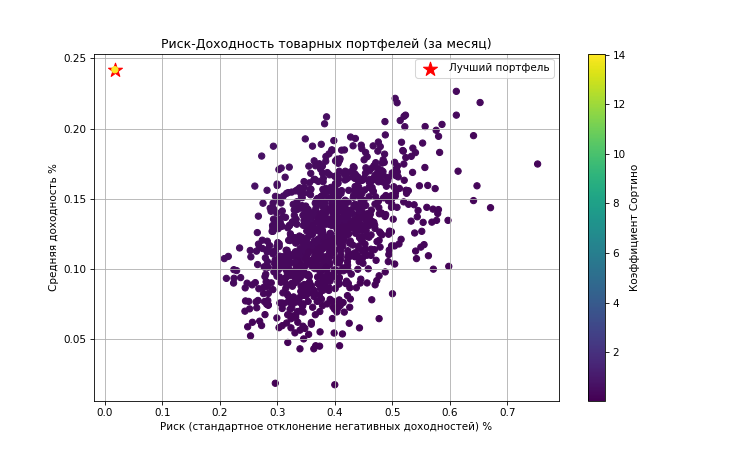 Риск-Доходность товарных портфелей (за месяц)
Лучший портфель
Средняя доходность %
0.25
0.20
0.15
0.10
0.05
0.0 0.1 0.2 0.3 0.4 0.5 0.6 0.7
Риск (стандартное отклонение негативных доходностей) %
14
12
10
8
6
4
2
Коэффициент Сортино